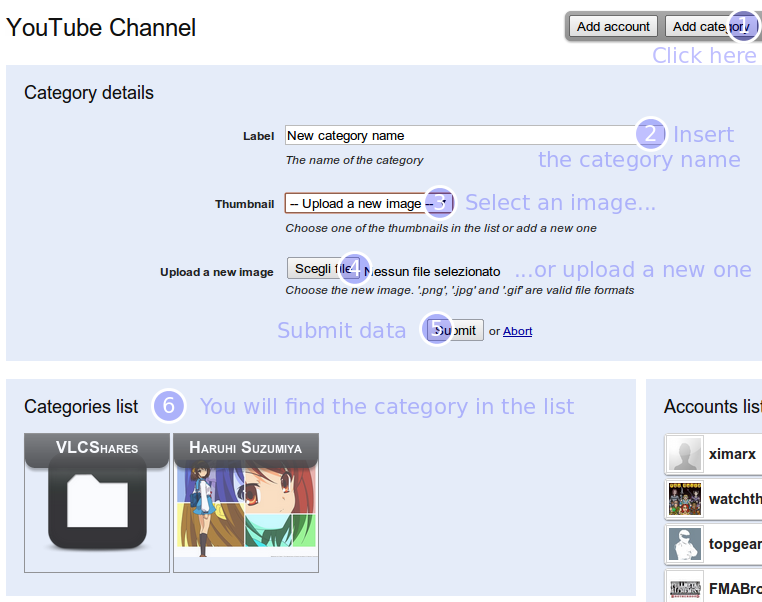 YouTube Channel
Add account
Add category
1
Click here
Category details
Label
New category name
2 Insert
the category name
The name of the category
Thumbnail
-- Upload a new image --
3 Select an image...
Choose one of the thumbnails in the list or add a new one
Upload a new image
Scegli file
4
Nessun file selezionato
...or upload a new one
Choose the new image. '.png', '.jpg' and '.gif' are valid file formats
Submit data
5
Submit
or Abort
Categories list
6 You will find the category in the list
VLCShares
Haruhi Suzumiya
Accounts list
ximarx
watchth
topgear
FMABro